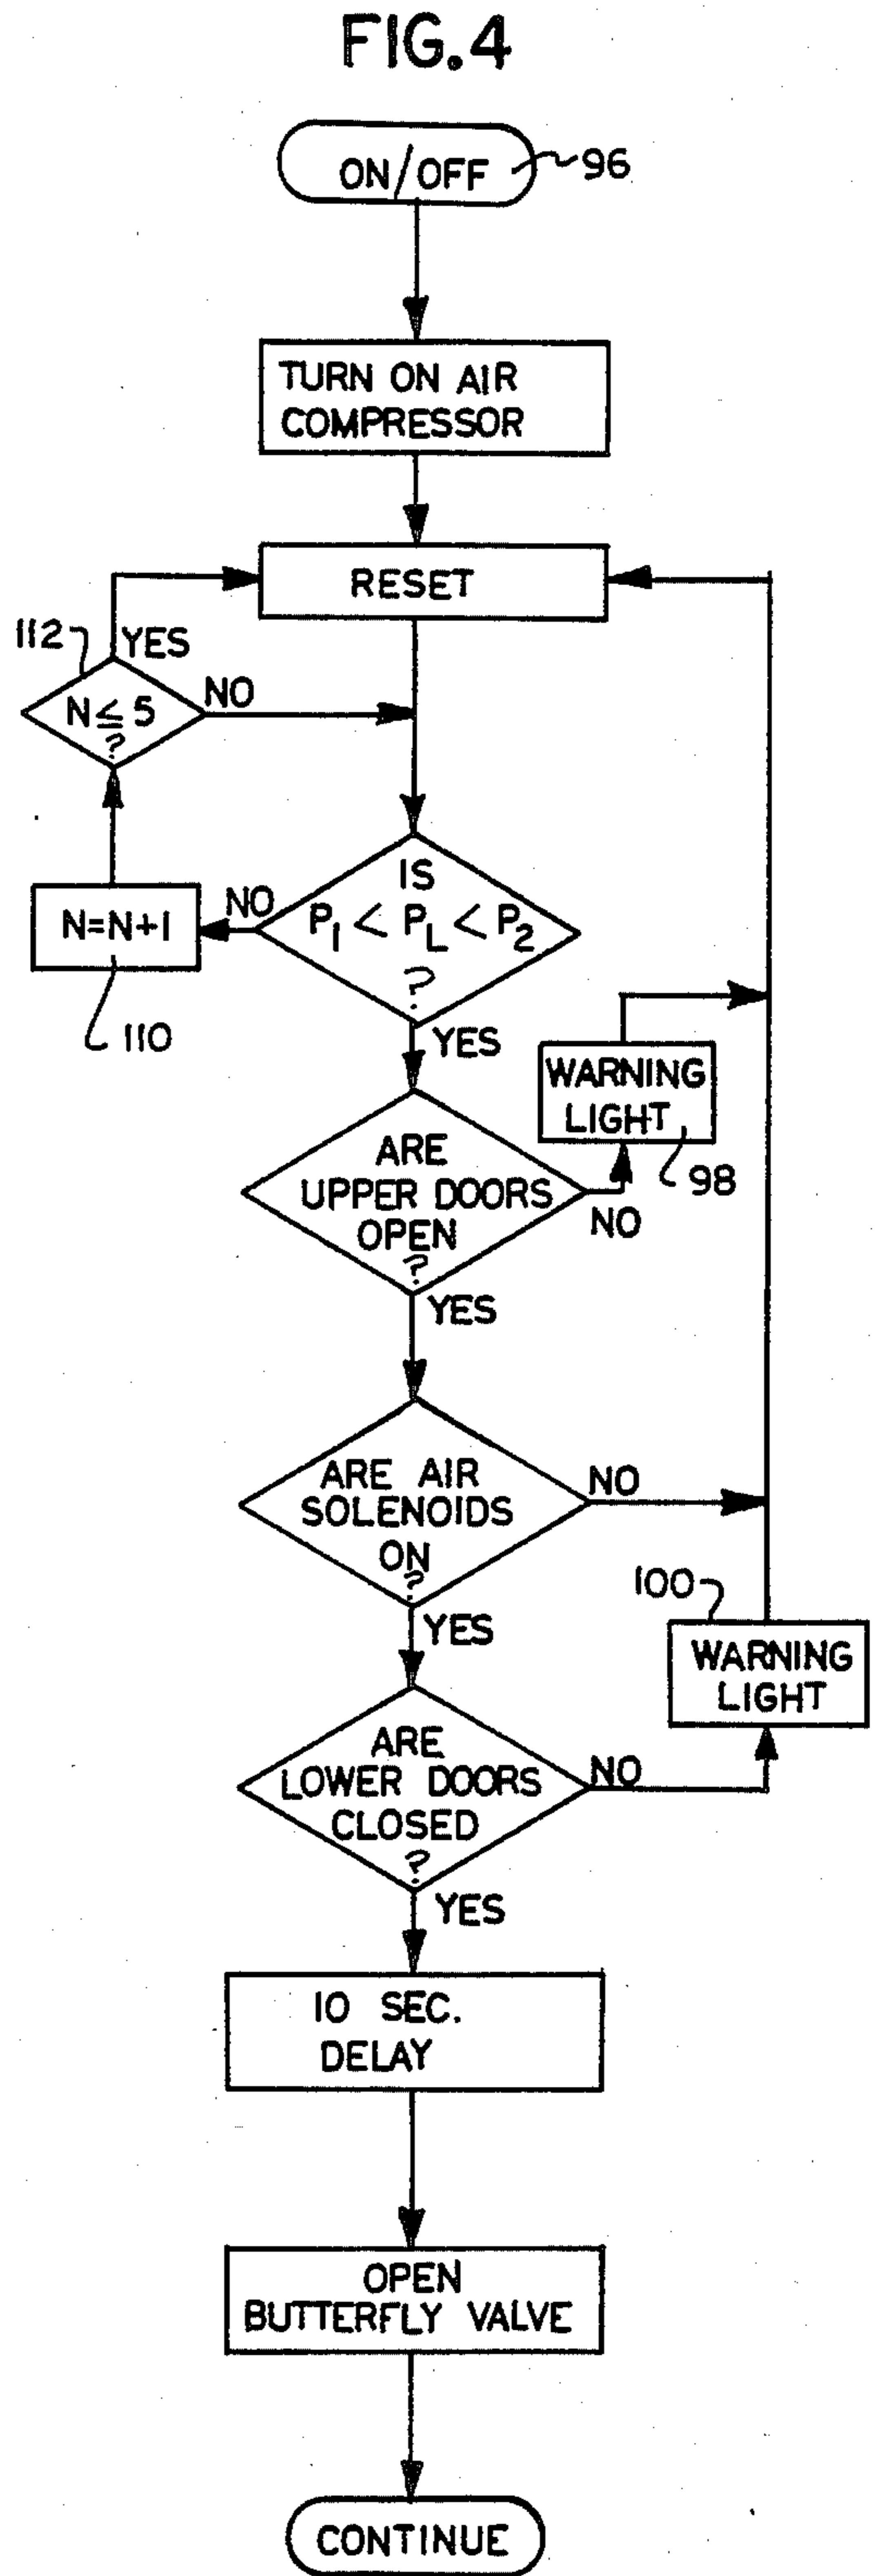 FIG.4
ON/OFF
96
TURN ON AIR
COMPRESSOR
RESET
112
YES
N≤5
?
NO
N=N+1
110
NO
IS
P1 < PL < P2
?
YES
WARNING
LIGHT
98
ARE
UPPER DOORS
OPEN
?
NO
YES
ARE AIR
SOLENOIDS
ON
?
NO
YES
100
WARNING
LIGHT
ARE
LOWER DOORS
CLOSED
?
NO
YES
10 SEC.
DELAY
OPEN
BUTTERFLY VALVE
CONTINUE